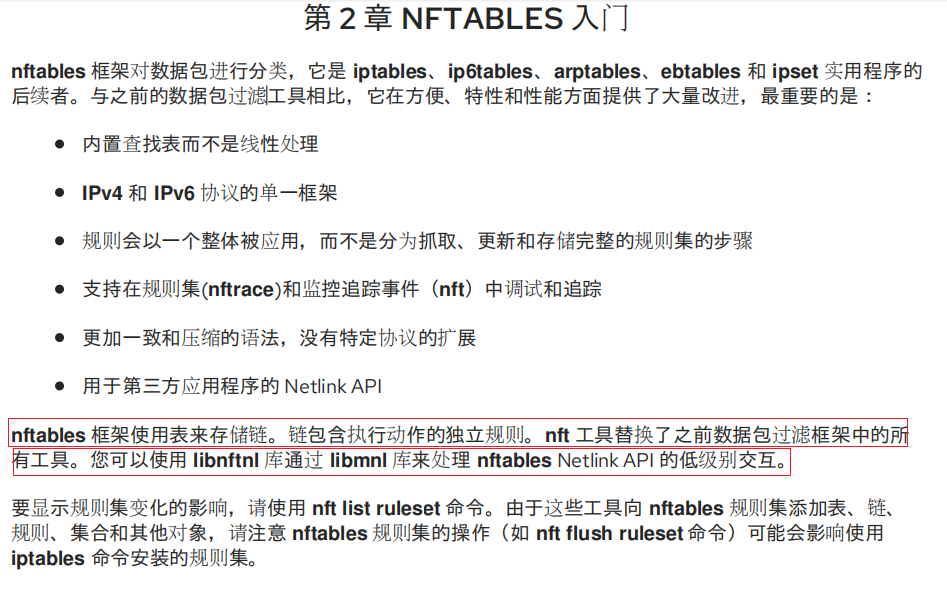 第 2 章 NFTABLES 入门
nftables 框架对数据包进行分类，它是 iptables、ip6tables、arptables、ebtables 和 ipset 实用程序的
后续者。与之前的数据包过滤工具相比，它在方便、特性和性能方面提供了大量改进，最重要的是：
● 内置查找表而不是线性处理
● IPv4 和 IPv6 协议的单一框架
● 规则会以一个整体被应用，而不是分为抓取、更新和存储完整的规则集的步骤
● 支持在规则集(nftrace)和监控追踪事件（nft）中调试和追踪
● 更加一致和压缩的语法，没有特定协议的扩展
● 用于第三方应用程序的 Netlink API
nftables 框架使用表来存储链。链包含执行动作的独立规则。nft 工具替换了之前数据包过滤框架中的所
有工具。您可以使用 libnftnl 库通过 libmnl 库来处理 nftables Netlink API 的低级别交互。
要显示规则集变化的影响，请使用 nft list ruleset 命令。由于这些工具向 nftables 规则集添加表、链、
规则、集合和其他对象，请注意 nftables 规则集的操作（如 nft flush ruleset 命令）可能会影响使用
iptables 命令安装的规则集。